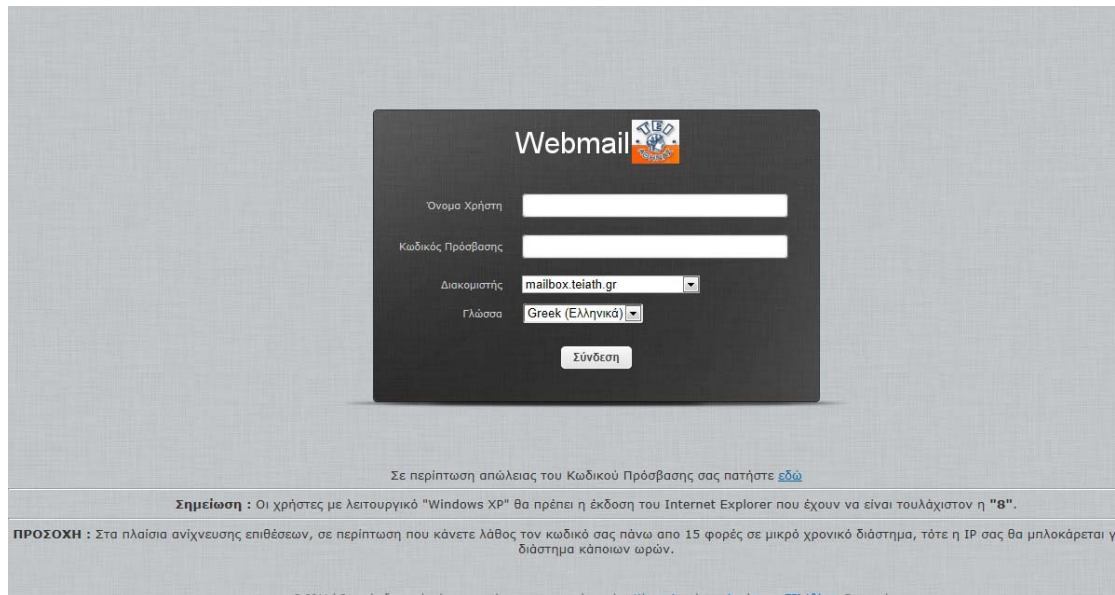 Webmail
ΤΕΙ
ΑΘΗΝΑΣ
Όνομα Χρήστη
Κωδικός Πρόσβασης
Διακομιστής mailbox.teiath.gr
Γλώσσα Greek (Ελληνικά)
Σύνδεση
Σε περίπτωση απώλειας του Κωδικού Πρόσβασης σας πατήστε εδώ
Σημείωση : Οι χρήστες με λειτουργικό "Windows XP" θα πρέπει η έκδοση του Internet Explorer που έχουν να είναι τουλάχιστον η "8".
ΠΡΟΣΟΧΗ : Στα πλαίσια ανίχνευσης επιθέσεων, σε περίπτωση που κάνετε λάθος τον κωδικό σας πάνω απο 15 φορές σε μικρό χρονικό διάστημα, τότε η IP σας θα μπλοκάρεται γ
διάστημα κάποιων ωρών.